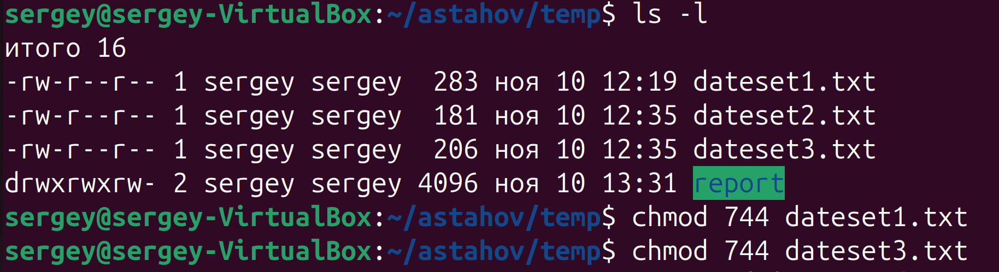 sergey@sergey-VirtualBox:~/astahov/temp$ ls -l
итого 16
-rw-r--r-- 1 sergey sergey  283 ноя 10 12:19 dateset1.txt
-rw-r--r-- 1 sergey sergey  181 ноя 10 12:35 dateset2.txt
-rw-r--r-- 1 sergey sergey  206 ноя 10 12:35 dateset3.txt
drwxrwxrw- 2 sergey sergey 4096 ноя 10 13:31 report
sergey@sergey-VirtualBox:~/astahov/temp$ chmod 744 dateset1.txt
sergey@sergey-VirtualBox:~/astahov/temp$ chmod 744 dateset3.txt